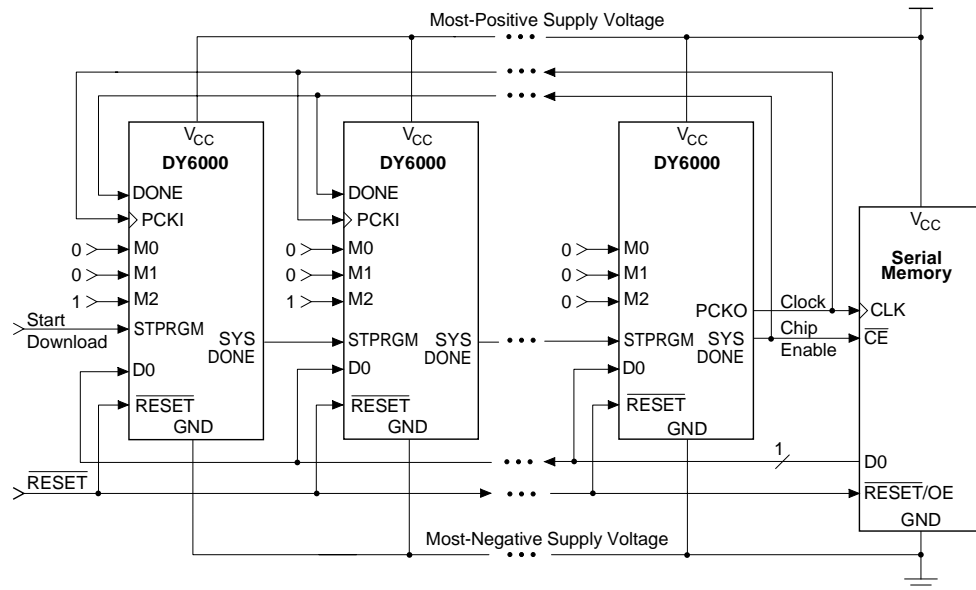 Most-Positive Supply Voltage
VCC
DY6000
DONE
PCKI
0 M0
0 M1
1 M2
Start
Download
STPRGM
SYS
DONE
D0
RESET
GND
VCC
DY6000
DONE
PCKI
0 M0
0 M1
1 M2
STPRGM
SYS
DONE
D0
RESET
GND
VCC
DY6000
0 M0
0 M1
0 M2
PCKO
STPRGM
SYS
DONE
D0
RESET
GND
Clock
Chip
Enable
VCC
Serial
Memory
CLK
CE
D0
RESET/OE
GND
1
RESET
Most-Negative Supply Voltage